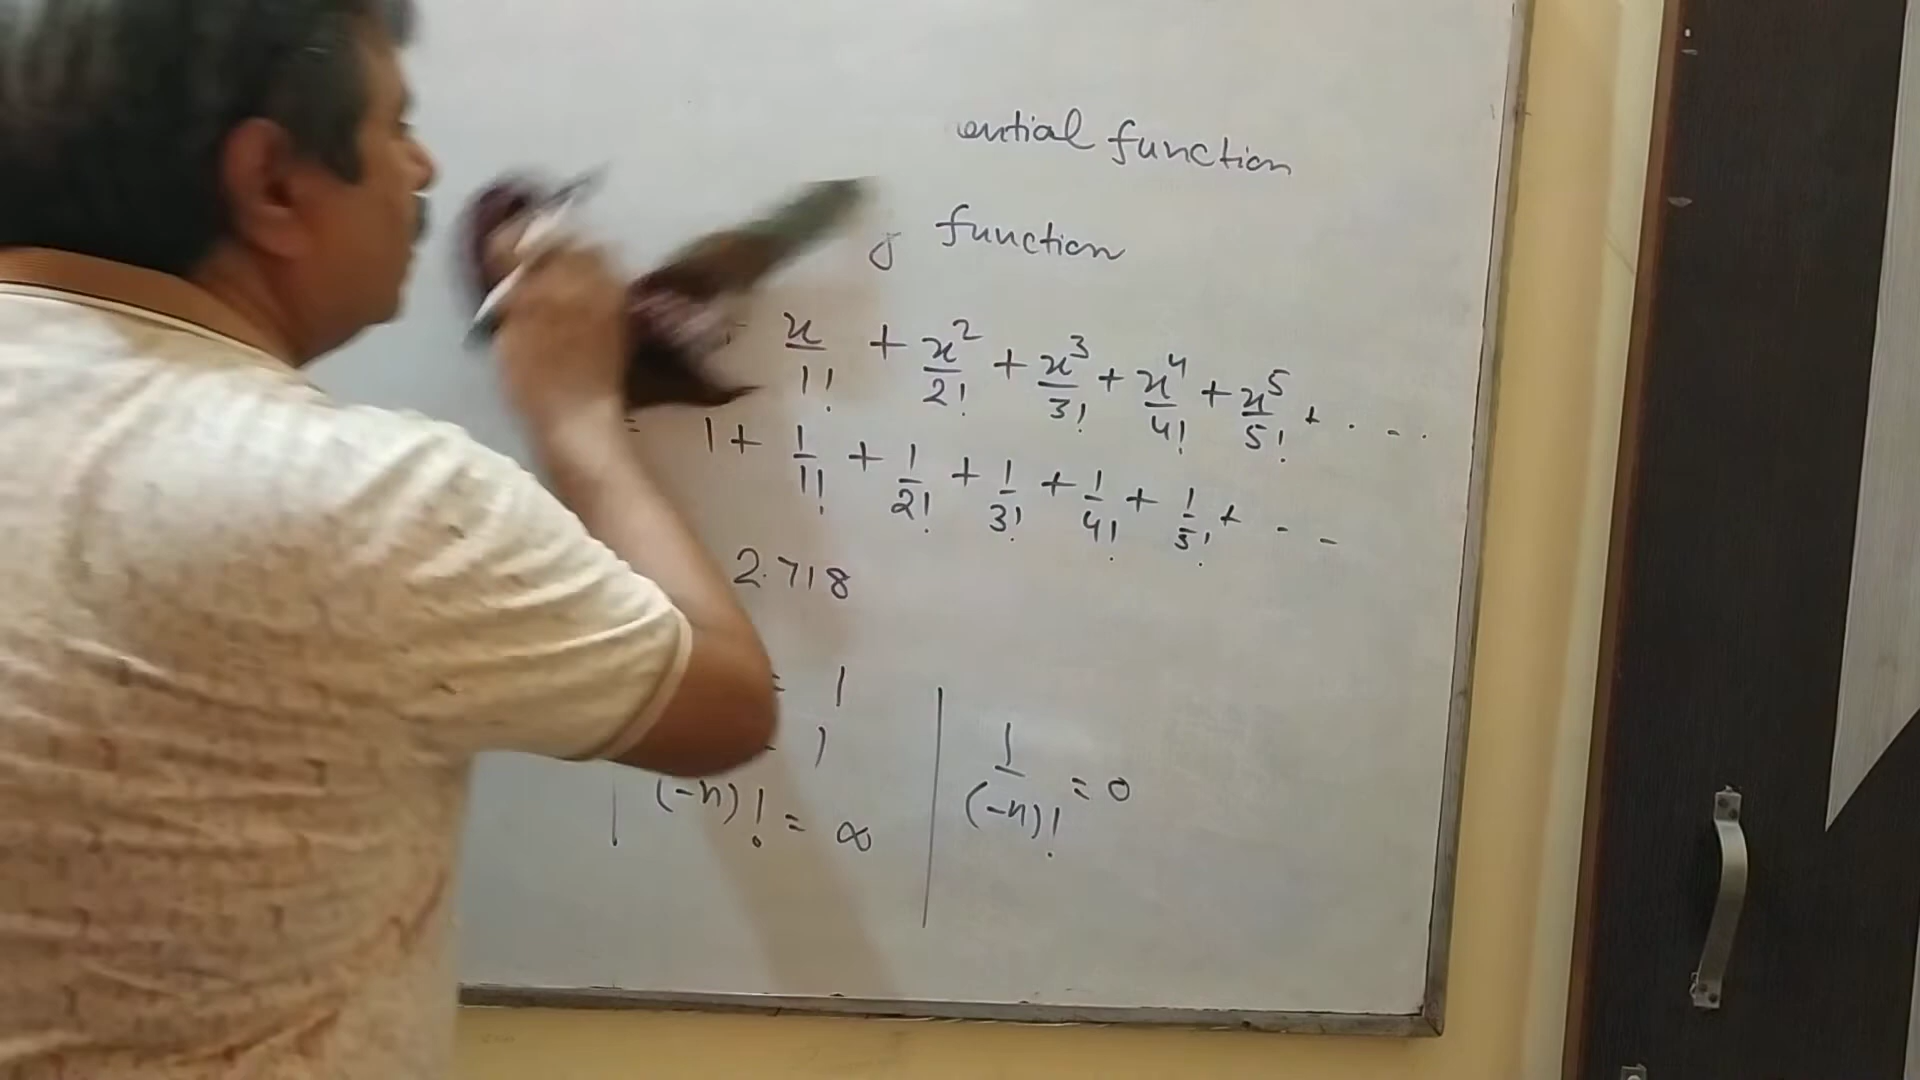 ential function
g function
x/1! + x²/2! + x³/3! + x⁴/4! + x⁵/5! + ...
= 1 + 1/1! + 1/2! + 1/3! + 1/4! + 1/5! + - -
2.718
= 1
= 1
(-n)! = ∞
1/(-n)! = 0